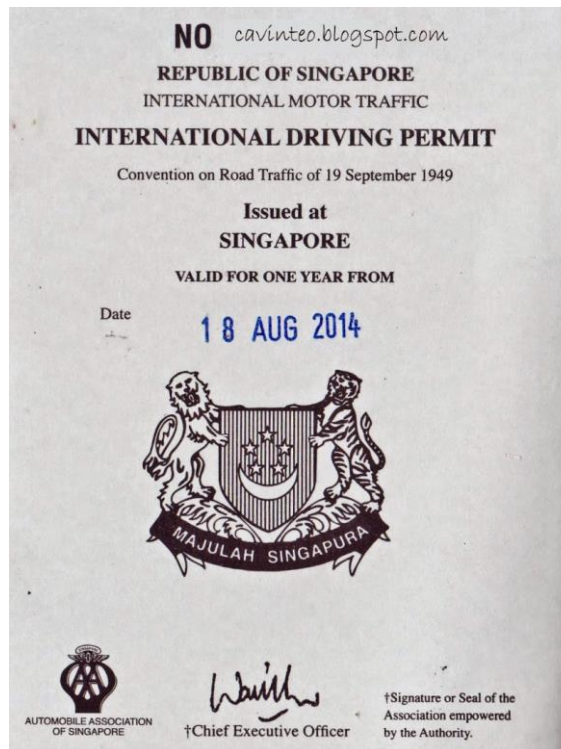 NO cavinteo.blogspot.com
REPUBLIC OF SINGAPORE
INTERNATIONAL MOTOR TRAFFIC
INTERNATIONAL DRIVING PERMIT
Convention on Road Traffic of 19 September 1949
Issued at
SINGAPORE
VALID FOR ONE YEAR FROM
Date
18 AUG 2014
MAJULAH SINGAPURA
AA
AUTOMOBILE ASSOCIATION
OF SINGAPORE
†Chief Executive Officer
†Signature or Seal of the
Association empowered
by the Authority.